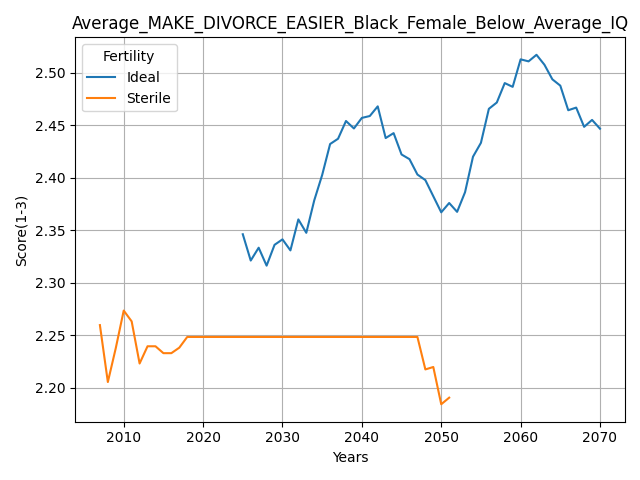 Average_MAKE_DIVORCE_EASIER_Black_Female_Below_Average_IQ
Fertility
Ideal
Sterile
Score(1-3)
2.50
2.45
2.40
2.35
2.30
2.25
2.20
2010 2020 2030 2040 2050 2060 2070
Years